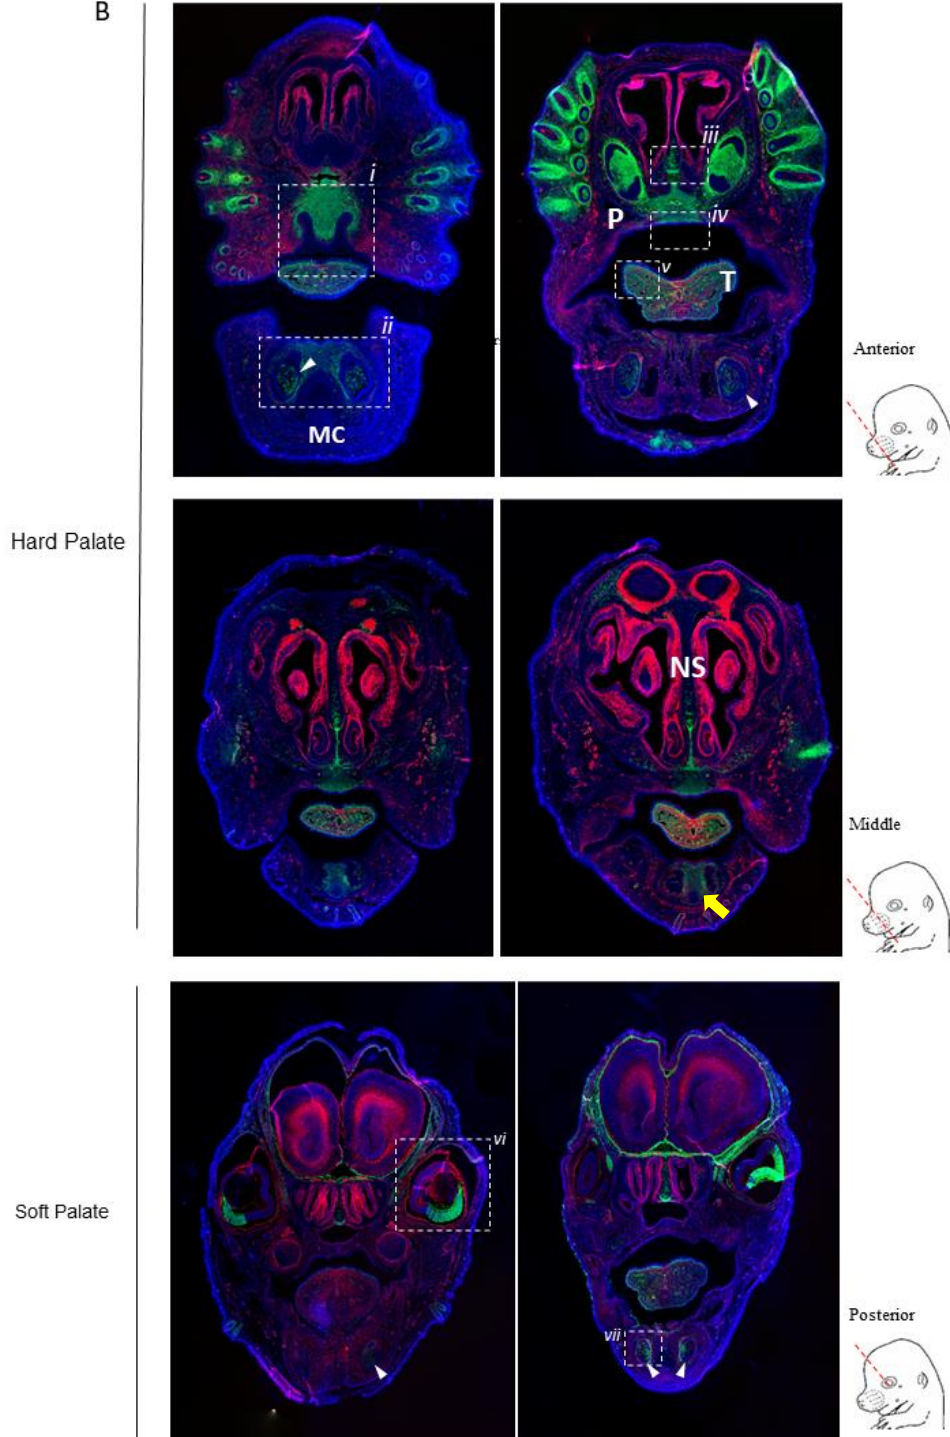 B
i
ii
MC
iii
P
iv
v
T
Anterior
Hard Palate
NS
Middle
vi
Soft Palate
vii
Posterior